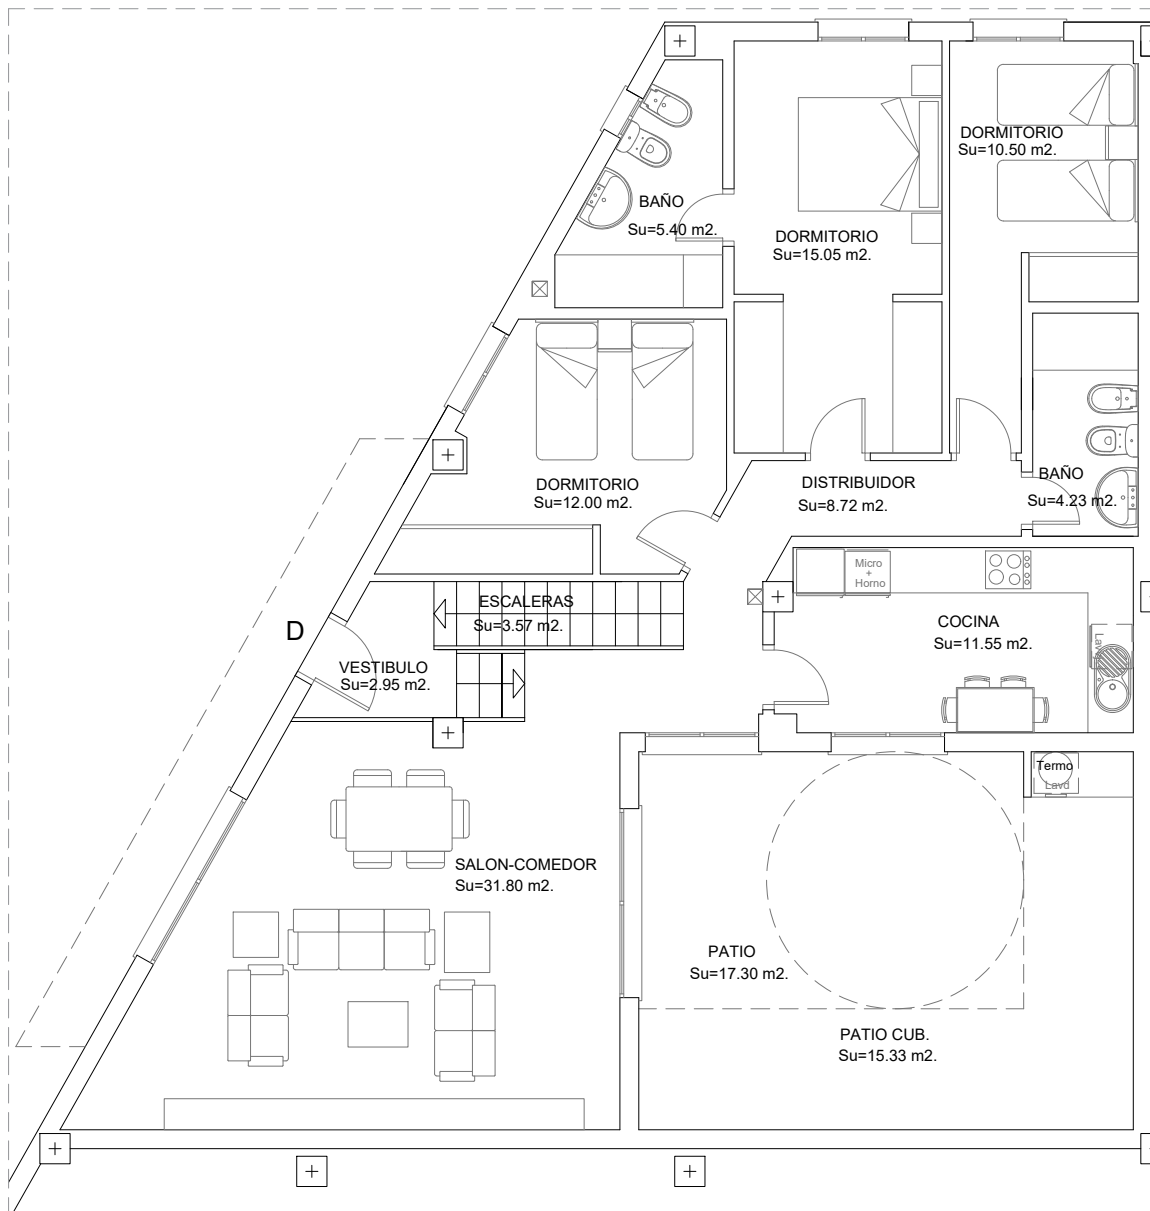 DORMITORIO
Su=10.50 m2.
BAÑO
Su=5.40 m2.
DORMITORIO
Su=15.05 m2.
DORMITORIO
Su=12.00 m2.
DISTRIBUIDOR
Su=8.72 m2.
BAÑO
Su=4.23 m2.
Micro
+
Horno
ESCALERAS
Su=3.57 m2.
COCINA
Su=11.55 m2.
D
VESTIBULO
Su=2.95 m2.
Termo
Lavd
SALON-COMEDOR
Su=31.80 m2.
PATIO
Su=17.30 m2.
PATIO CUB.
Su=15.33 m2.